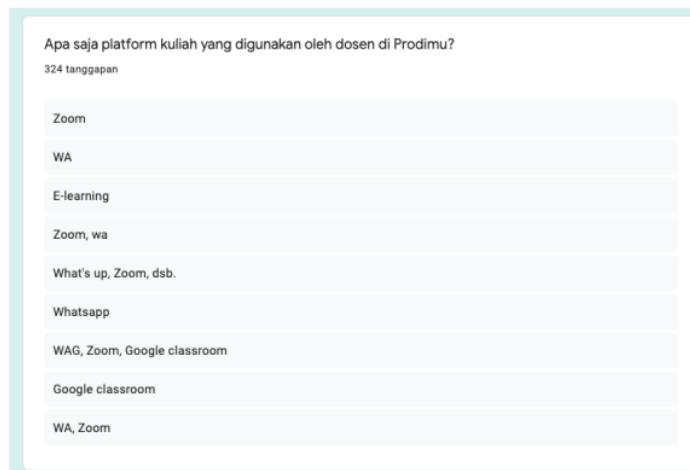 Apa saja platform kuliah yang digunakan oleh dosen di Prodimu?
324 tanggapan
Zoom
WA
E-learning
Zoom, wa
What's up, Zoom, dsb.
Whatsapp
WAG, Zoom, Google classroom
Google classroom
WA, Zoom